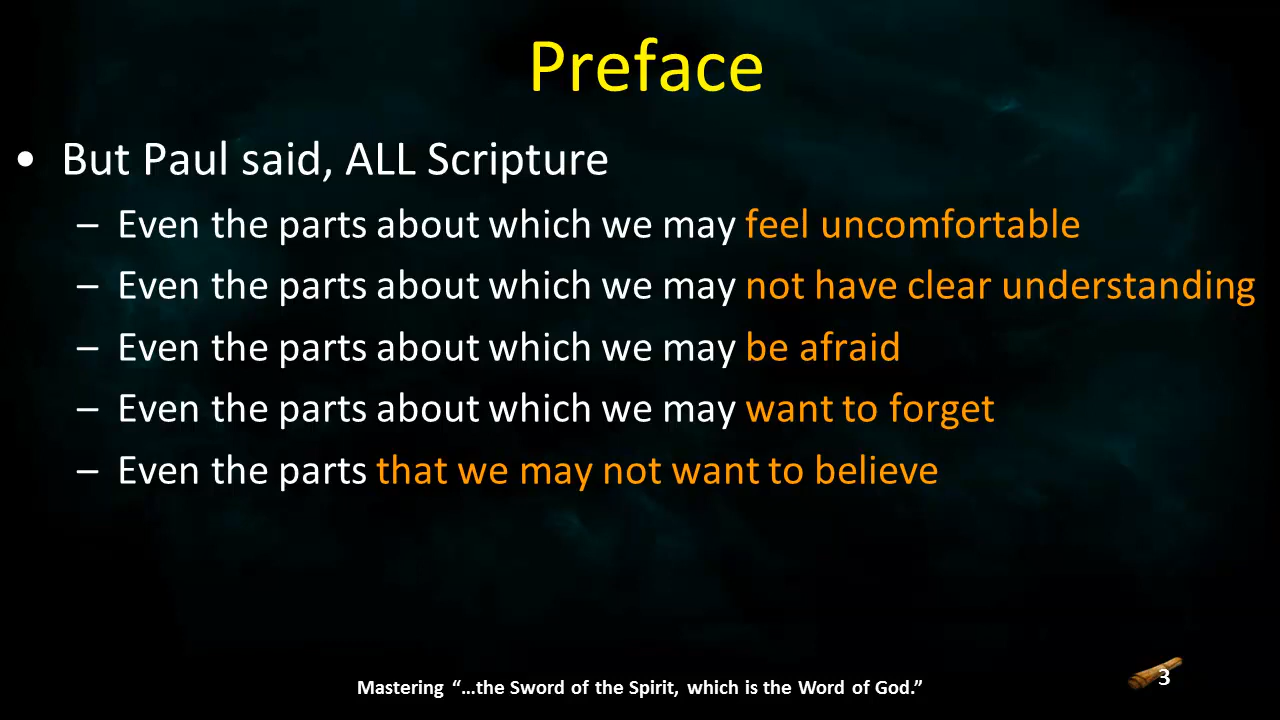 Preface
• But Paul said, ALL Scripture
– Even the parts about which we may feel uncomfortable
– Even the parts about which we may not have clear understanding
– Even the parts about which we may be afraid
– Even the parts about which we may want to forget
– Even the parts that we may not want to believe
Mastering “…the Sword of the Spirit, which is the Word of God.”
3